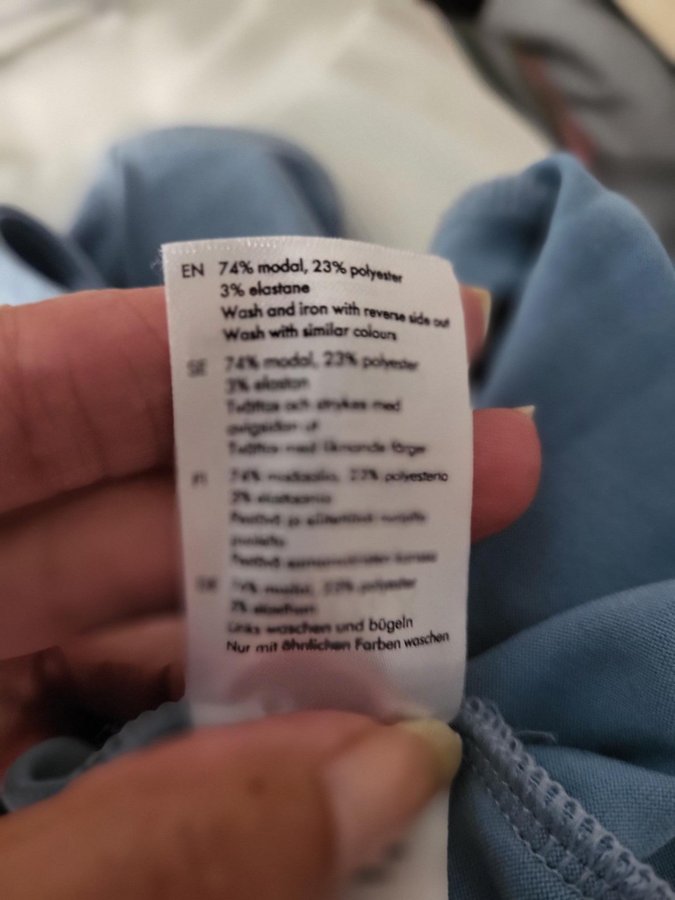 EN 74% modal, 23% polyester
3% elastane
Wash and iron with reverse side out
Wash with similar colours
SE 74% modal, 23% polyester
3% elastan
Tvättas och strykes med
avigsidan ut
Tvättas med liknande färger
FI 74% modaalia, 23% polyesteria
3% elastaania
74% modal, 23% polyester
3% elasthan
Links waschen und bügeln
Nur mit ähnlichen Farben waschen